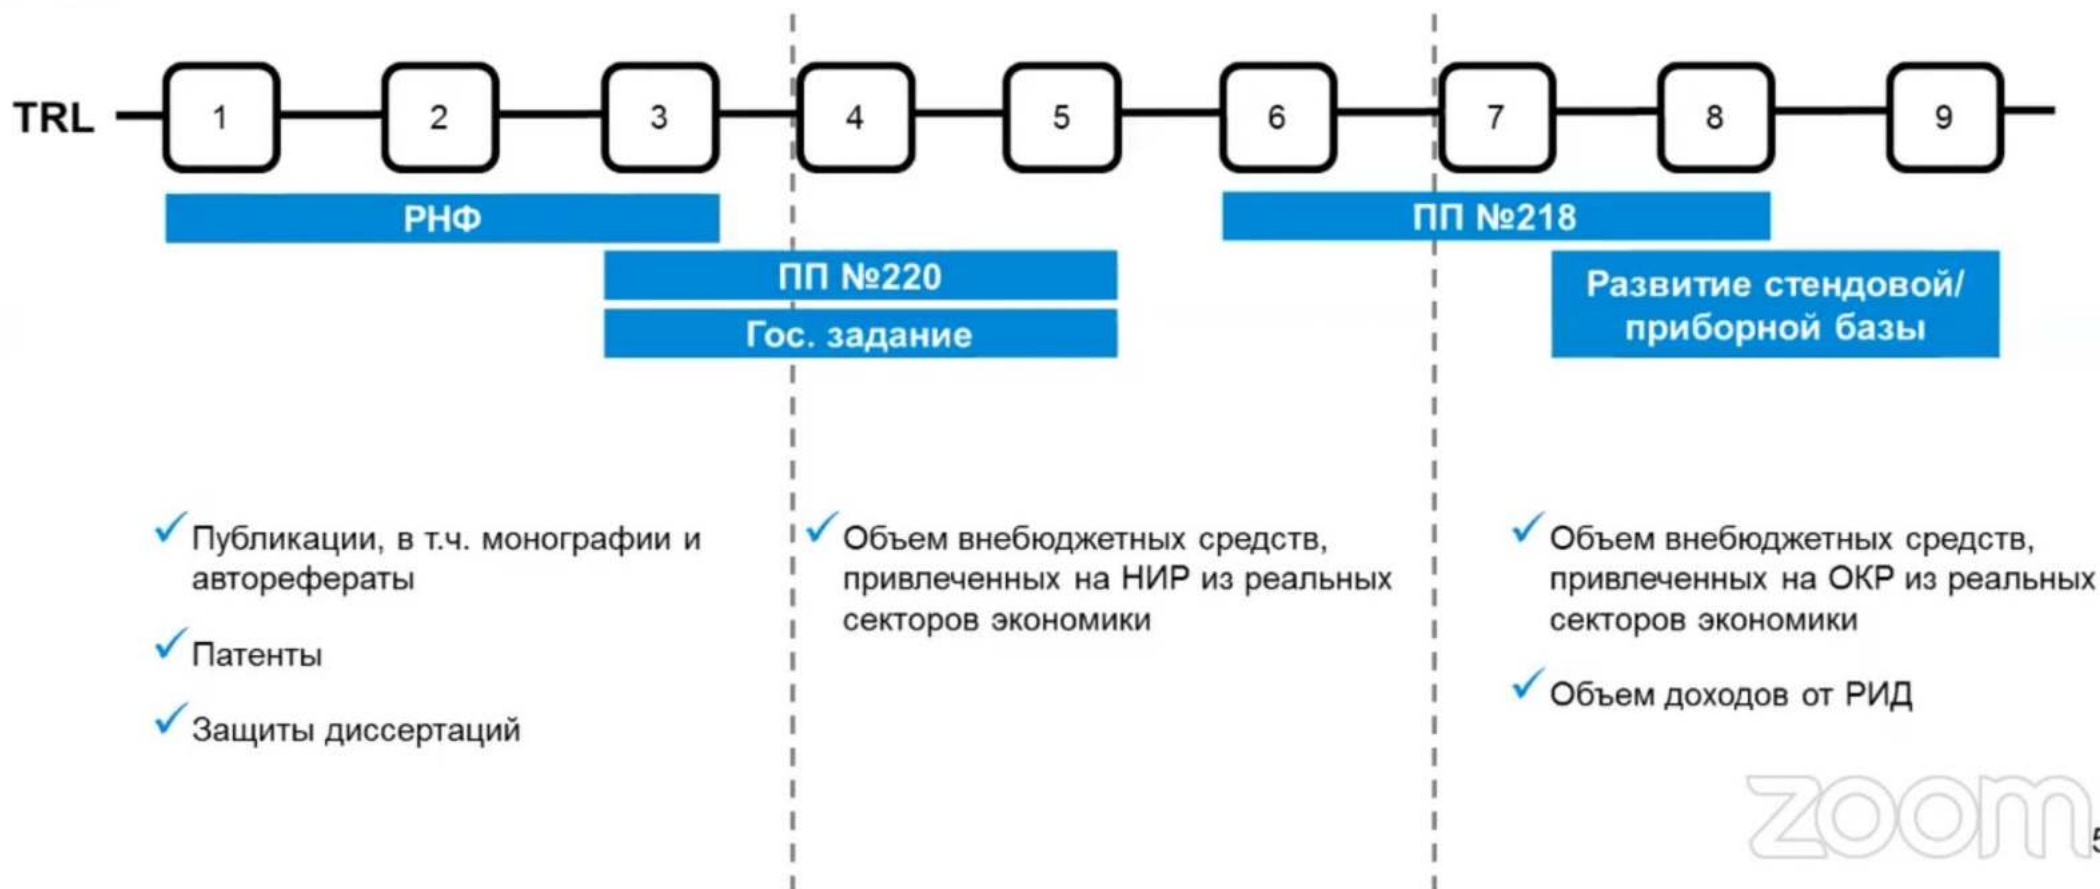 TRL
1
2
3
4
5
6
7
8
9
РНФ
ПП №218
ПП №220
Развитие стендовой/
приборной базы
Гос. задание
Публикации, в т.ч. монографии и
авторефераты
Патенты
Защиты диссертаций
Объем внебюджетных средств,
привлеченных на НИР из реальных
секторов экономики
Объем внебюджетных средств,
привлеченных на ОКР из реальных
секторов экономики
Объем доходов от РИД
zoom
5